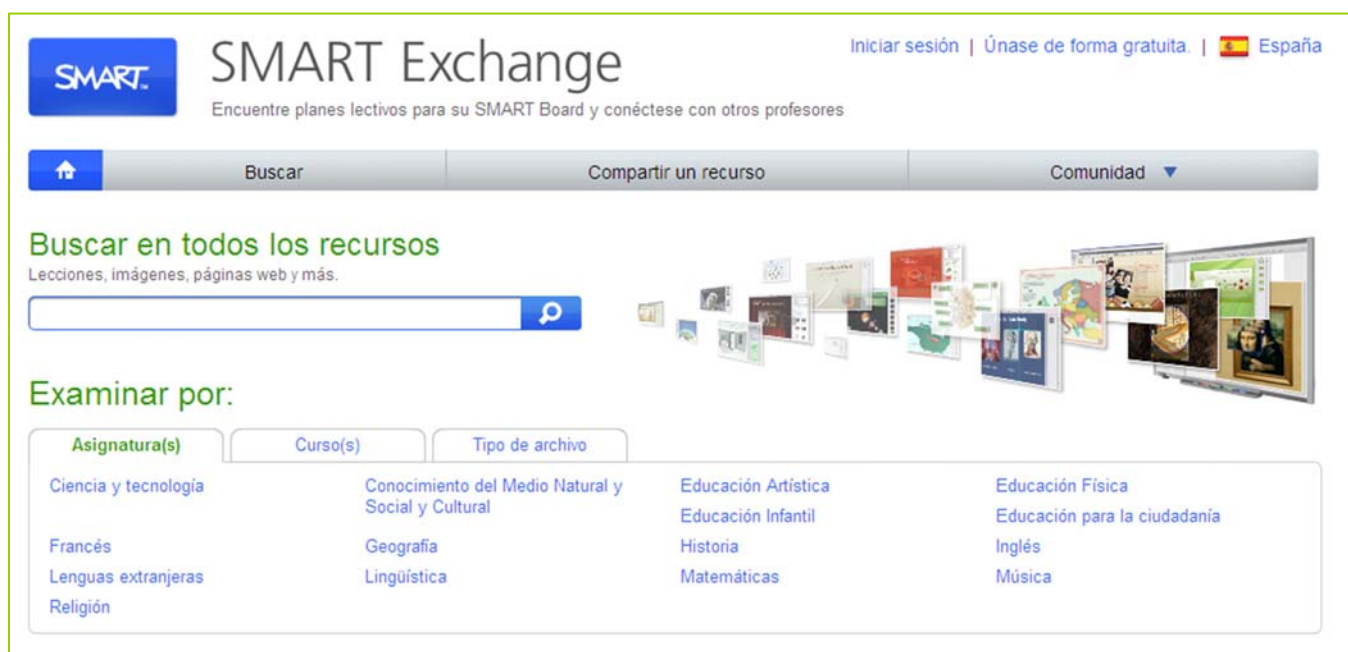 SMART™
SMART Exchange
Encuentre planes lectivos para su SMART Board y conéctese con otros profesores
Iniciar sesión | Únase de forma gratuita. | España
Buscar
Compartir un recurso
Comunidad ▼
Buscar en todos los recursos
Lecciones, imágenes, páginas web y más.
Examinar por:
Asignatura(s)
Curso(s)
Tipo de archivo
Ciencia y tecnología
Conocimiento del Medio Natural y
Social y Cultural
Educación Artística
Educación Infantil
Educación Física
Educación para la ciudadanía
Francés
Geografía
Historia
Inglés
Lenguas extranjeras
Lingüística
Matemáticas
Música
Religión